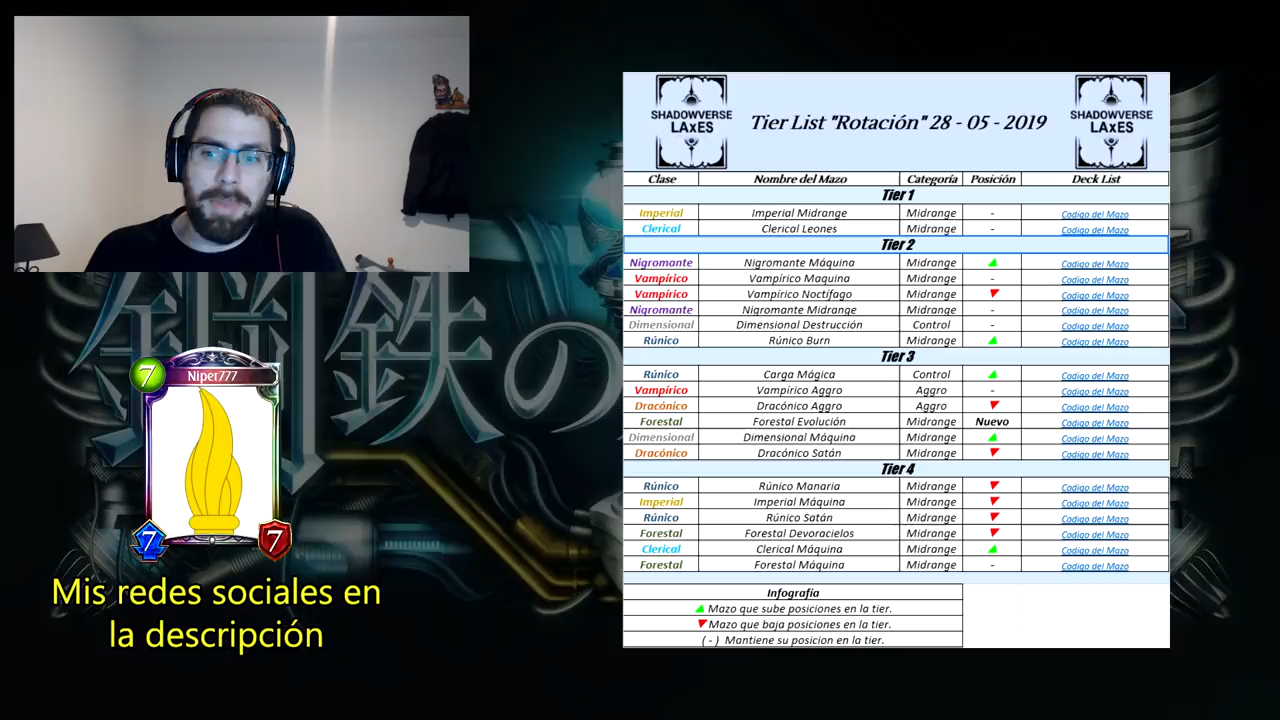 SHADOWVERSE
LAxES
Tier List "Rotación" 28 - 05 - 2019
SHADOWVERSE
LAxES
Clase Nombre del Mazo Categoría Posición Deck List
Tier 1
Imperial Imperial Midrange Midrange - Codigo del Mazo
Clerical Clerical Leones Midrange - Codigo del Mazo
Tier 2
Nigromante Nigromante Máquina Midrange Codigo del Mazo
Vampírico Vampírico Maquina Midrange - Codigo del Mazo
Vampírico Vampírico Noctífago Midrange Codigo del Mazo
Nigromante Nigromante Midrange Midrange - Codigo del Mazo
Dimensional Dimensional Destrucción Control - Codigo del Mazo
Rúnico Rúnico Burn Midrange Codigo del Mazo
Tier 3
Rúnico Carga Mágica Control Codigo del Mazo
Vampírico Vampírico Aggro Aggro - Codigo del Mazo
Dracónico Dracónico Aggro Aggro Codigo del Mazo
Forestal Forestal Evolución Midrange Nuevo Codigo del Mazo
Dimensional Dimensional Máquina Midrange Codigo del Mazo
Dracónico Dracónico Satán Midrange Codigo del Mazo
Tier 4
Rúnico Rúnico Manaria Midrange Codigo del Mazo
Imperial Imperial Máquina Midrange Codigo del Mazo
Rúnico Rúnico Satán Midrange Codigo del Mazo
Forestal Forestal Devoracielos Midrange Codigo del Mazo
Clerical Clerical Máquina Midrange Codigo del Mazo
Forestal Forestal Máquina Midrange - Codigo del Mazo
Infografía
Mazo que sube posiciones en la tier.
Mazo que baja posiciones en la tier.
( - ) Mantiene su posicion en la tier.
鋼鉄の
7
Niper777
7
7
Mis redes sociales en
la descripción